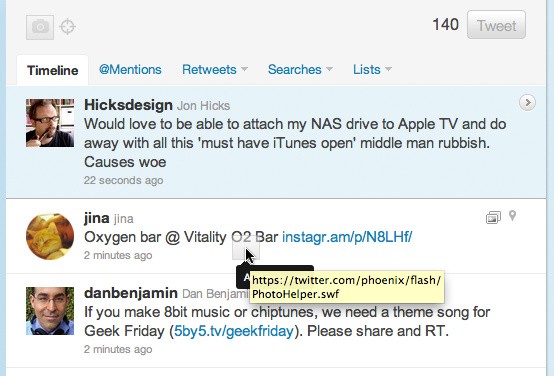 140 Tweet
Timeline @Mentions Retweets Searches Lists
Hicksdesign Jon Hicks
Would love to be able to attach my NAS drive to Apple TV and do
away with all this 'must have iTunes open' middle man rubbish.
Causes woe
22 seconds ago
jina jina
Oxygen bar @ Vitality O2 Bar instagr.am/p/N8LHf/
2 minutes ago
https://twitter.com/phoenix/flash/
PhotoHelper.swf
danbenjamin Dan Benjami
If you make 8bit music or chiptunes, we need a theme song for
Geek Friday (5by5.tv/geekfriday). Please share and RT.
2 minutes ago